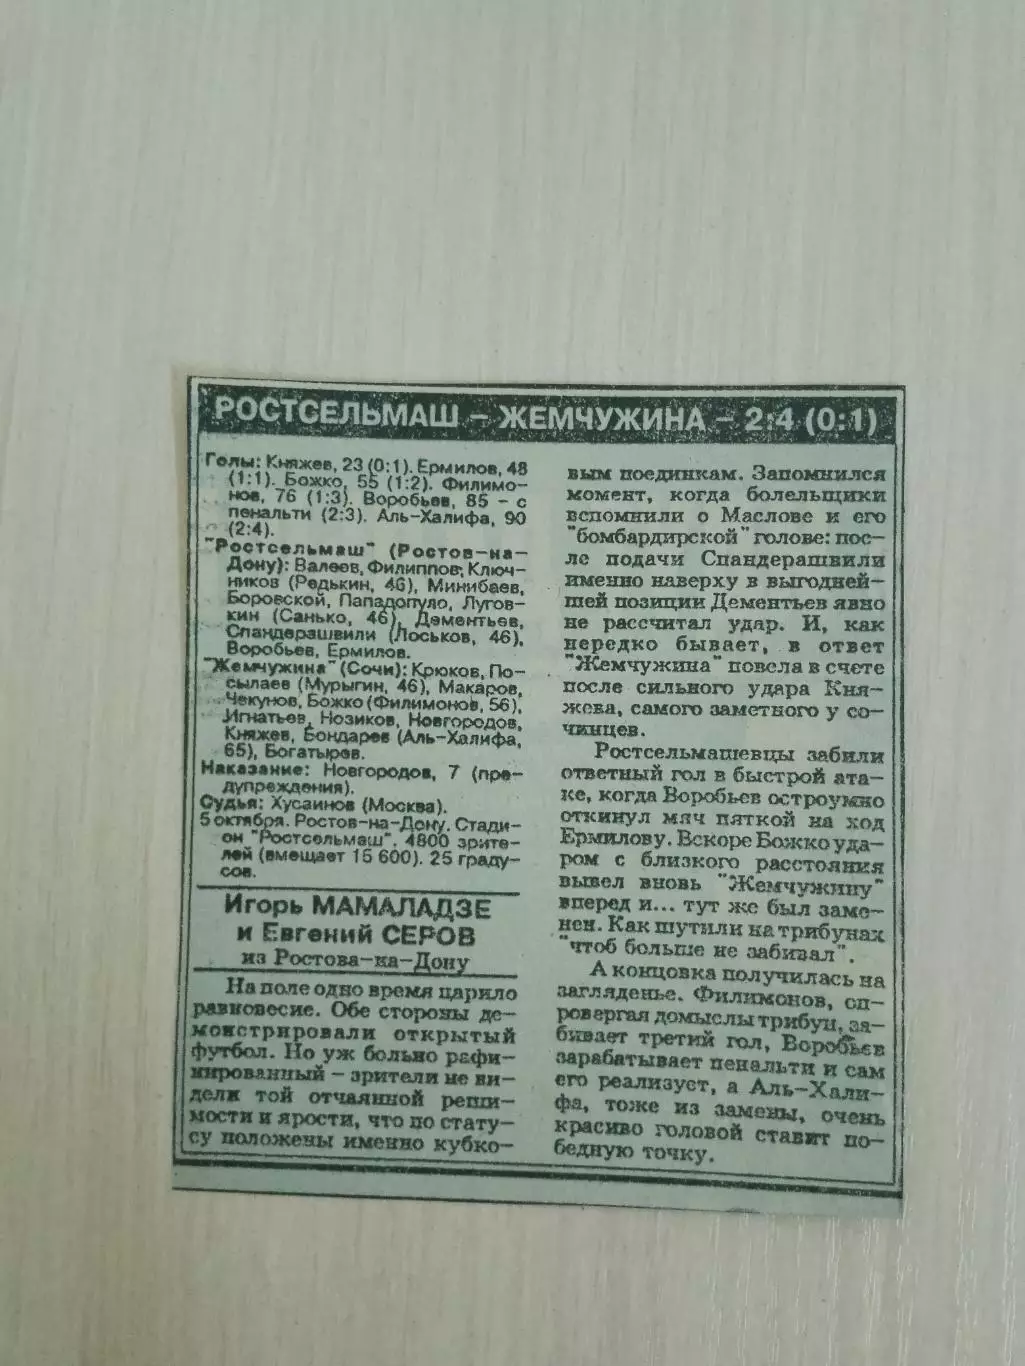 РОСТСЕЛЬМАШ – ЖЕМЧУЖИНА – 2:4 (0:1)
Голы: Княжев, 23 (0:1). Ермилов, 48
(1:1). Божко, 55 (1:2). Филимо-
нов, 76 (1:3). Воробьев, 85 – с
пенальти (2:3). Аль-Халифа, 90
(2:4).
"Ростсельмаш" (Ростов-на-
Дону): Валеев, Филиппов, Ключ-
ников (Редькин, 46), Минибаев,
Боровской, Пападопуло, Лугов-
кин (Санько, 46), Дементьев,
Спандерашвили (Лоськов, 46),
Воробьев, Ермилов.
"Жемчужина" (Сочи): Крюков, По-
сылаев (Мурыгин, 46), Макаров,
Чекунов, Божко (Филимонов, 56),
Игнатьев, Нозиков, Новгородов,
Княжев, Бондарев (Аль-Халифа,
65), Богатырев.
Наказание: Новгородов, 7 (пре-
дупреждения).
Судья: Хусаинов (Москва).
5 октября. Ростов-на-Дону. Стади-
он "Ростсельмаш". 4800 зрите-
лей (вмещает 15 600). 25 граду-
сов.
Игорь МАМАЛАДЗЕ
и Евгений СЕРОВ
из Ростова-на-Дону
На поле одно время царило
равновесие. Обе стороны де-
монстрировали открытый
футбол. Но уж больно рафи-
нированный – зрители не ви-
дели той отчаянной реши-
мости и ярости, что по стату-
су положены именно кубко-
вым поединкам. Запомнился
момент, когда болельщики
вспомнили о Маслове и его
"бомбардирской" голове: пос-
ле подачи Спандерашвили
именно наверху в выгодней-
шей позиции Дементьев явно
не рассчитал удар. И, как
нередко бывает, в ответ
"Жемчужина" повела в счете
после сильного удара Кня-
жева, самого заметного у со-
чинцев.
Ростсельмашевцы забили
ответный гол в быстрой ата-
ке, когда Воробьев остроумно
откинул мяч пяткой на ход
Ермилову. Вскоре Божко уда-
ром с близкого расстояния
вывел вновь "Жемчужину"
вперед и... тут же был заме-
нен. Как шутили на трибунах
"чтоб больше не забивал".
А концовка получилась на
загляденье. Филимонов, оп-
ровергая домыслы трибун, за-
бивает третий гол, Воробьев
зарабатывает пенальти и сам
его реализует, а Аль-Хали-
фа, тоже из замены, очень
красиво головой ставит по-
бедную точку.